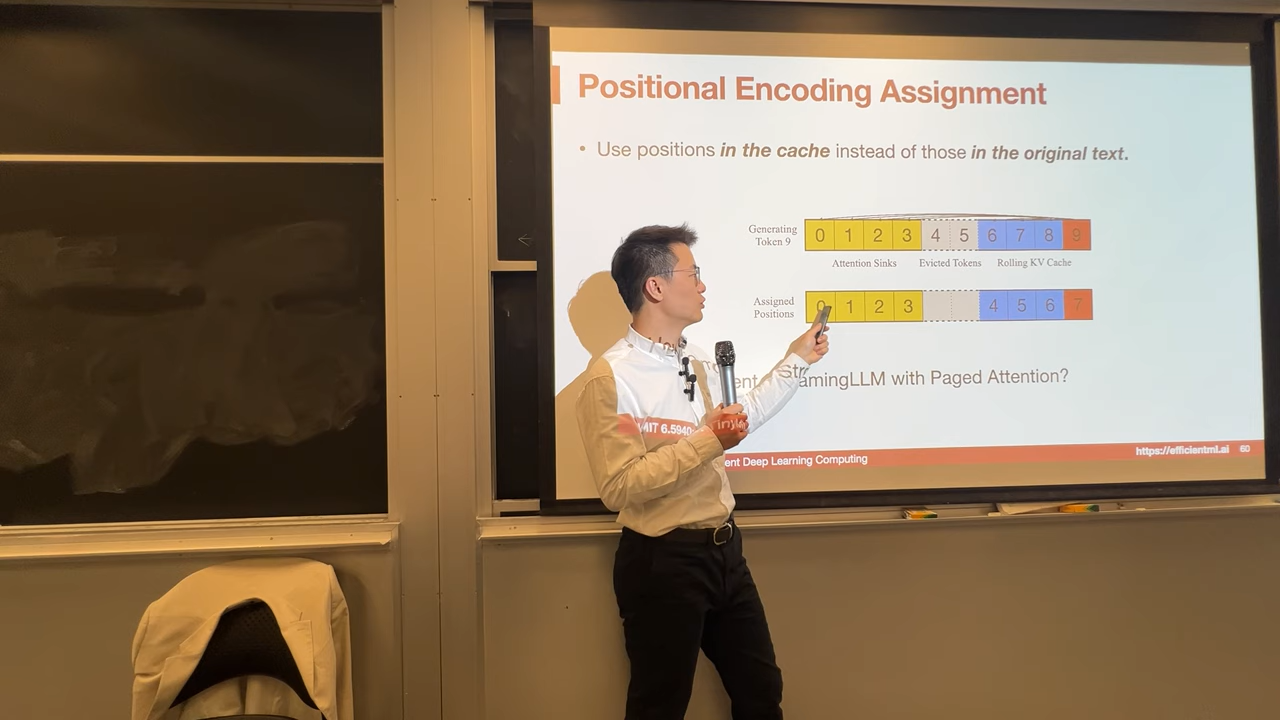 Positional Encoding Assignment
• Use positions in the cache instead of those in the original text.
Generating
Token 9
0 1 2 3 4 5 6 7 8 9
Attention Sinks Evicted Tokens Rolling KV Cache
Assigned
Positions
0 1 2 3 4 5 6 7
StreamingLLM with Paged Attention?
MIT 6.5940
Deep Learning Computing
https://efficientml.ai 60